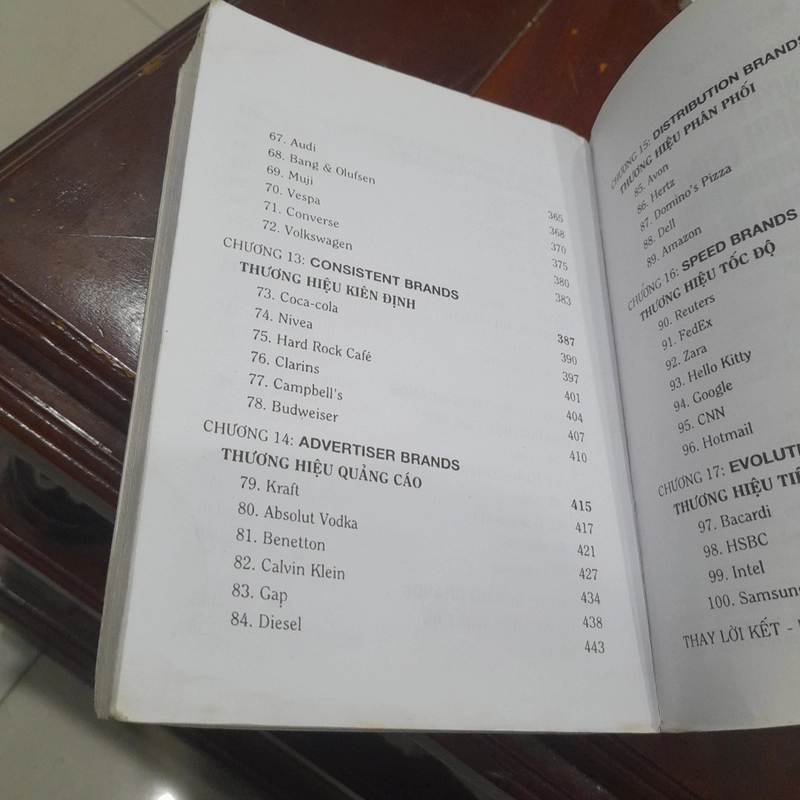 67. Audi 365
68. Bang & Olufsen 368
69. Muji 370
70. Vespa 375
71. Converse 380
72. Volkswagen 383
CHƯƠNG 13: CONSISTENT BRANDS
THƯƠNG HIỆU KIÊN ĐỊNH 387
73. Coca-cola 390
74. Nivea 397
75. Hard Rock Café 401
76. Clarins 404
77. Campbell's 407
78. Budweiser 410
CHƯƠNG 14: ADVERTISER BRANDS
THƯƠNG HIỆU QUẢNG CÁO 415
79. Kraft 417
80. Absolut Vodka 421
81. Benetton 427
82. Calvin Klein 434
83. Gap 438
84. Diesel 443
CHƯƠNG 15: DISTRIBUTION BRANDS
THƯƠNG HIỆU PHÂN PHỐI
85. Avon
86. Hertz
87. Domino's Pizza
88. Dell
89. Amazon
CHƯƠNG 16: SPEED BRANDS
THƯƠNG HIỆU TỐC ĐỘ
90. Reuters
91. FedEx
92. Zara
93. Hello Kitty
94. Google
95. CNN
96. Hotmail
CHƯƠNG 17: EVOLUTI
THƯƠNG HIỆU TIẾ
97. Bacardi
98. HSBC
99. Intel
100. Samsung
THAY LỜI KẾT -